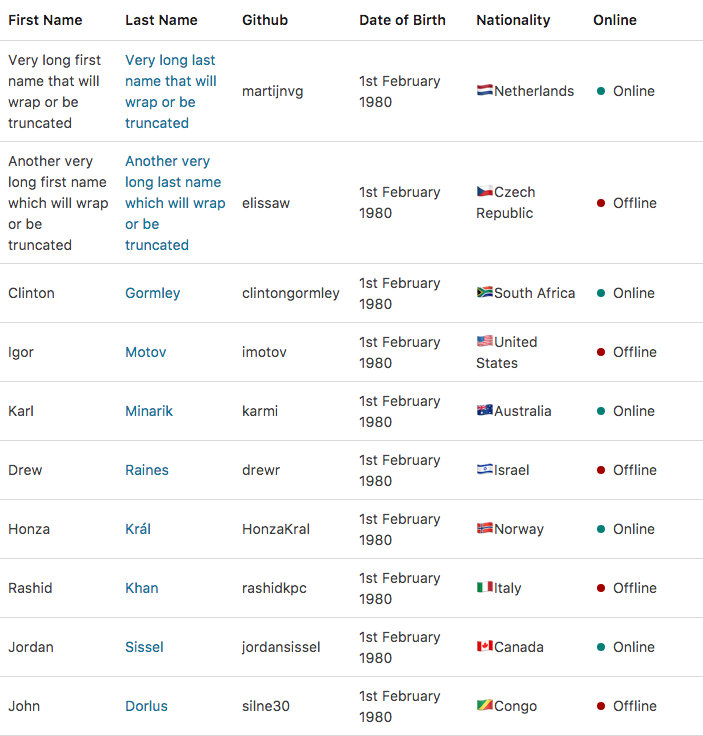 First Name Last Name Github Date of Birth Nationality Online
Very long first name that will wrap or be truncated Very long last name that will wrap or be truncated martijnvg 1st February 1980 Netherlands Online
Another very long first name which will wrap or be truncated Another very long last name which will wrap or be truncated elissaw 1st February 1980 Czech Republic Offline
Clinton Gormley clintongormley 1st February 1980 South Africa Online
Igor Motov imotov 1st February 1980 United States Offline
Karl Minarik karmi 1st February 1980 Australia Online
Drew Raines drewr 1st February 1980 Israel Offline
Honza Král HonzaKral 1st February 1980 Norway Online
Rashid Khan rashidkpc 1st February 1980 Italy Offline
Jordan Sissel jordansissel 1st February 1980 Canada Online
John Dorlus silne30 1st February 1980 Congo Offline